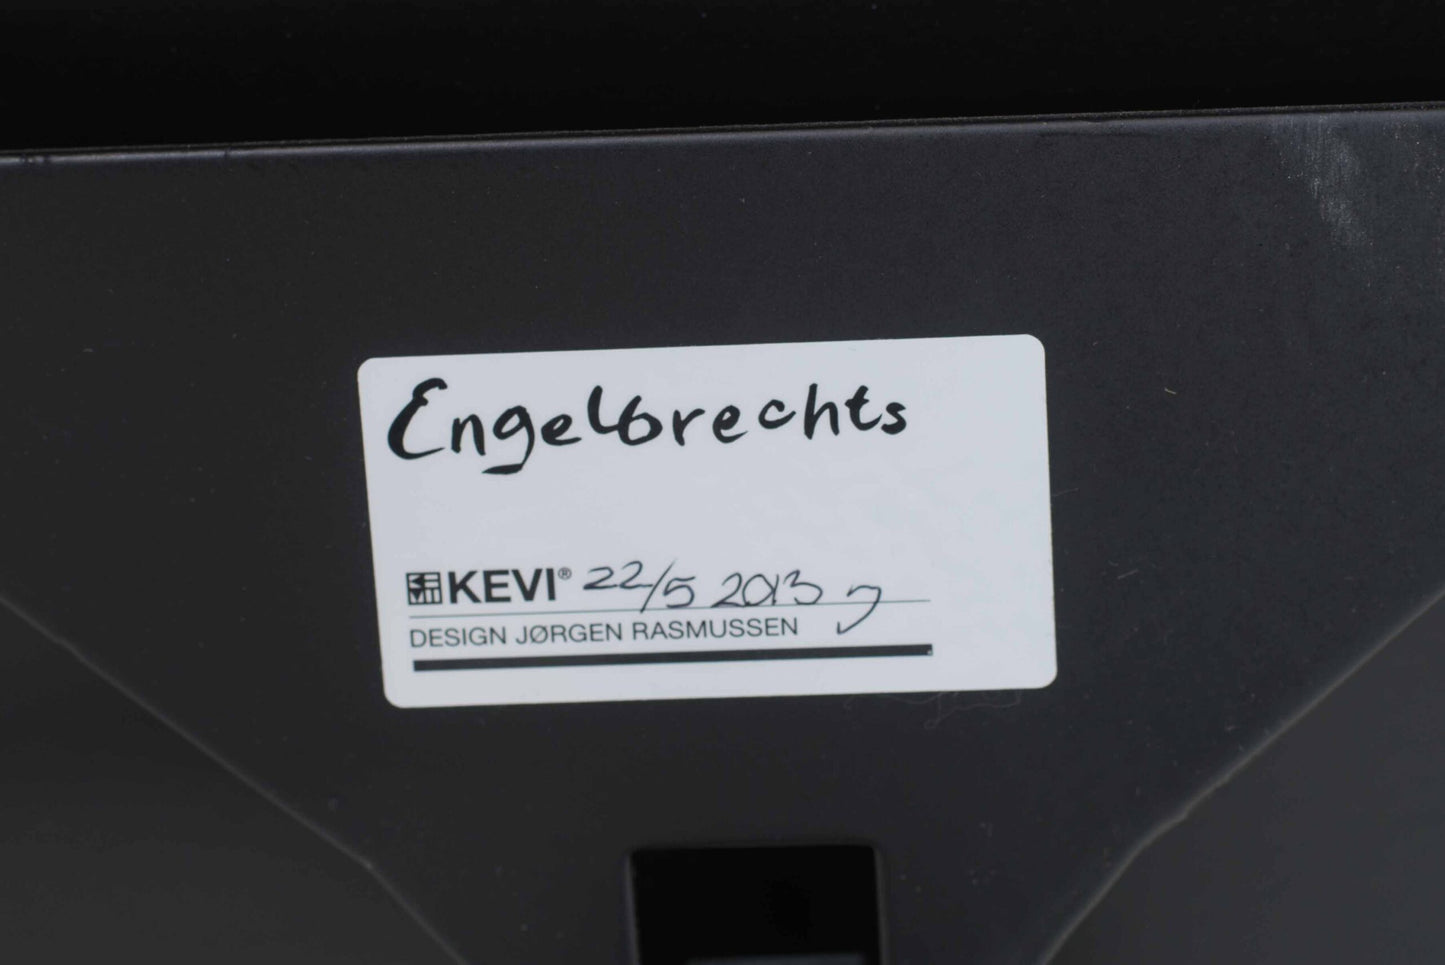 Engelbrechts
KEVI® 22/5 2013
DESIGN JØRGEN RASMUSSEN